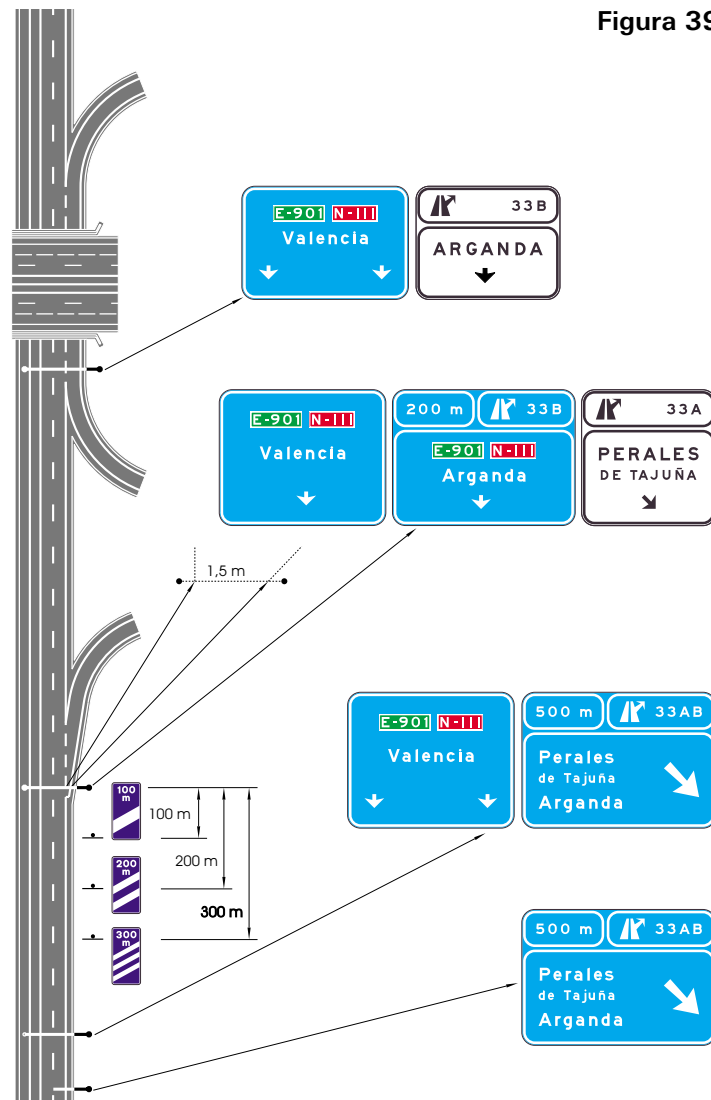 Figura 39
E-901 N-III
Valencia
33B
ARGANDA
E-901 N-III
Valencia
200 m 33B
E-901 N-III
Arganda
33A
PERALES
DE TAJUÑA
1,5 m
E-901 N-III
Valencia
500 m 33AB
Perales
de Tajuña
Arganda
100
m
100 m
200
m
200 m
300
m
300 m
500 m 33AB
Perales
de Tajuña
Arganda